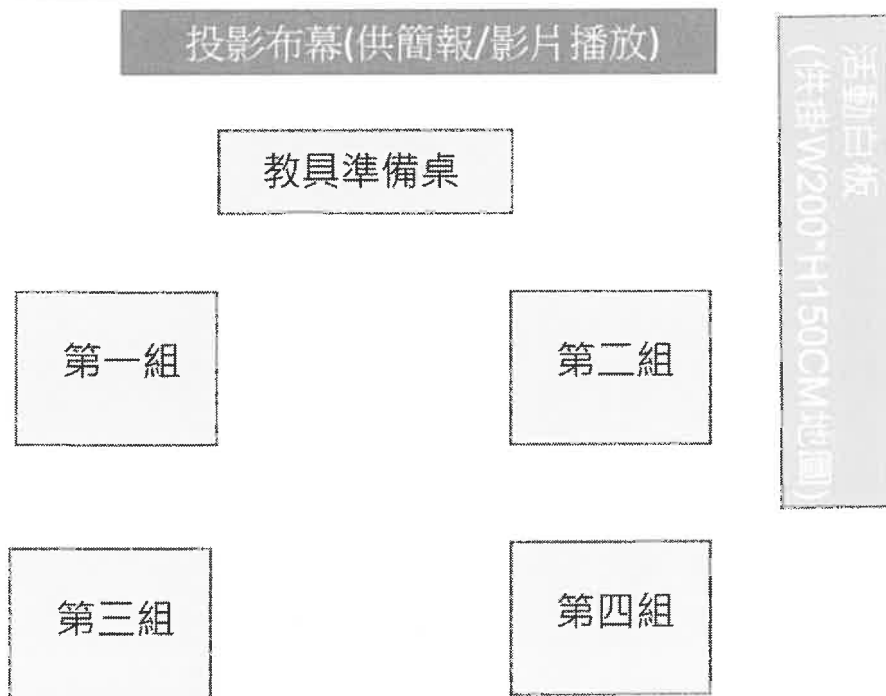 投影布幕(供簡報/影片播放)
教具準備桌
活動白板
(供掛W200*H150CM地圖)
第一組
第二組
第三組
第四組